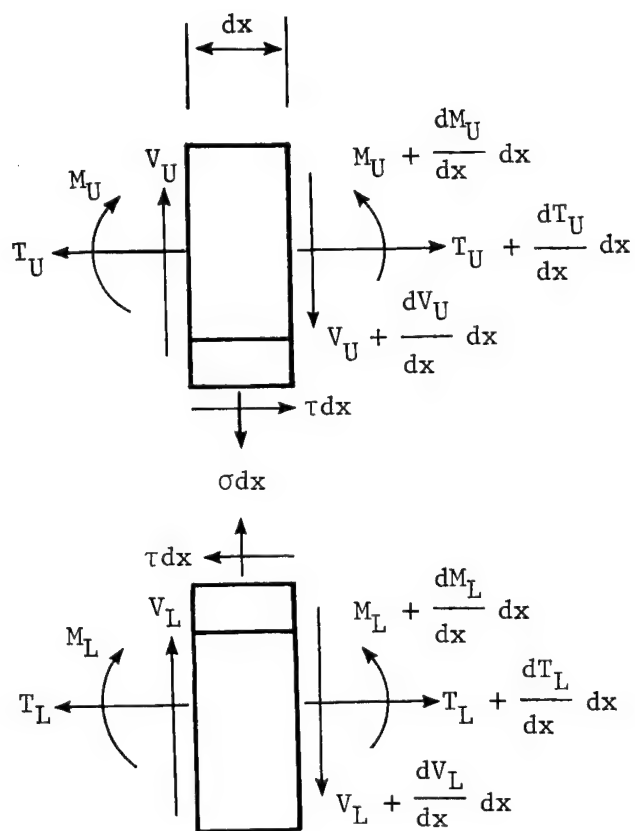 dx
V_U
M_U
M_U + dM_U/dx dx
T_U
T_U + dT_U/dx dx
V_U + dV_U/dx dx
τdx
σdx
τdx
V_L
M_L
M_L + dM_L/dx dx
T_L
T_L + dT_L/dx dx
V_L + dV_L/dx dx